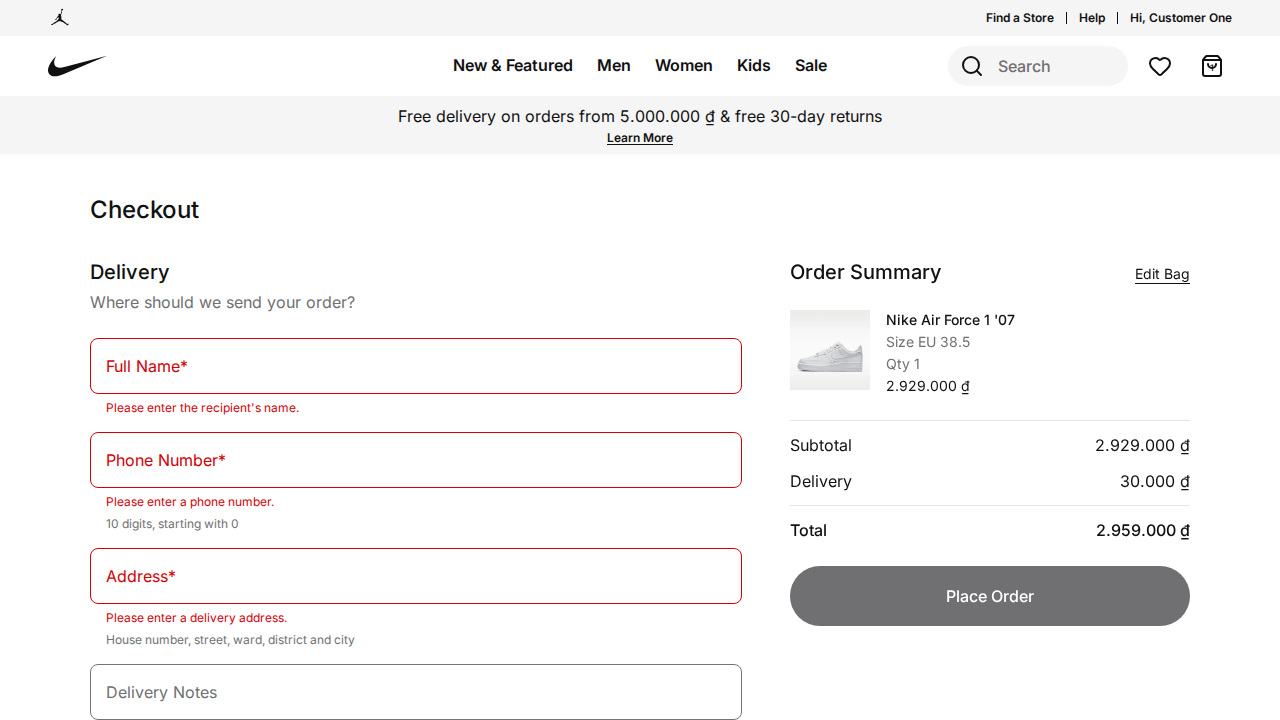 Find a Store
Help
Hi, Customer One
New & Featured
Men
Women
Kids
Sale
Search
Free delivery on orders from 5.000.000 ₫ & free 30-day returns
Learn More
Checkout
Delivery
Where should we send your order?
Full Name*
Please enter the recipient's name.
Phone Number*
Please enter a phone number.
10 digits, starting with 0
Address*
Please enter a delivery address.
House number, street, ward, district and city
Delivery Notes
Order Summary
Edit Bag
Nike Air Force 1 '07
Size EU 38.5
Qty 1
2.929.000 ₫
Subtotal 2.929.000 ₫
Delivery 30.000 ₫
Total 2.959.000 ₫
Place Order